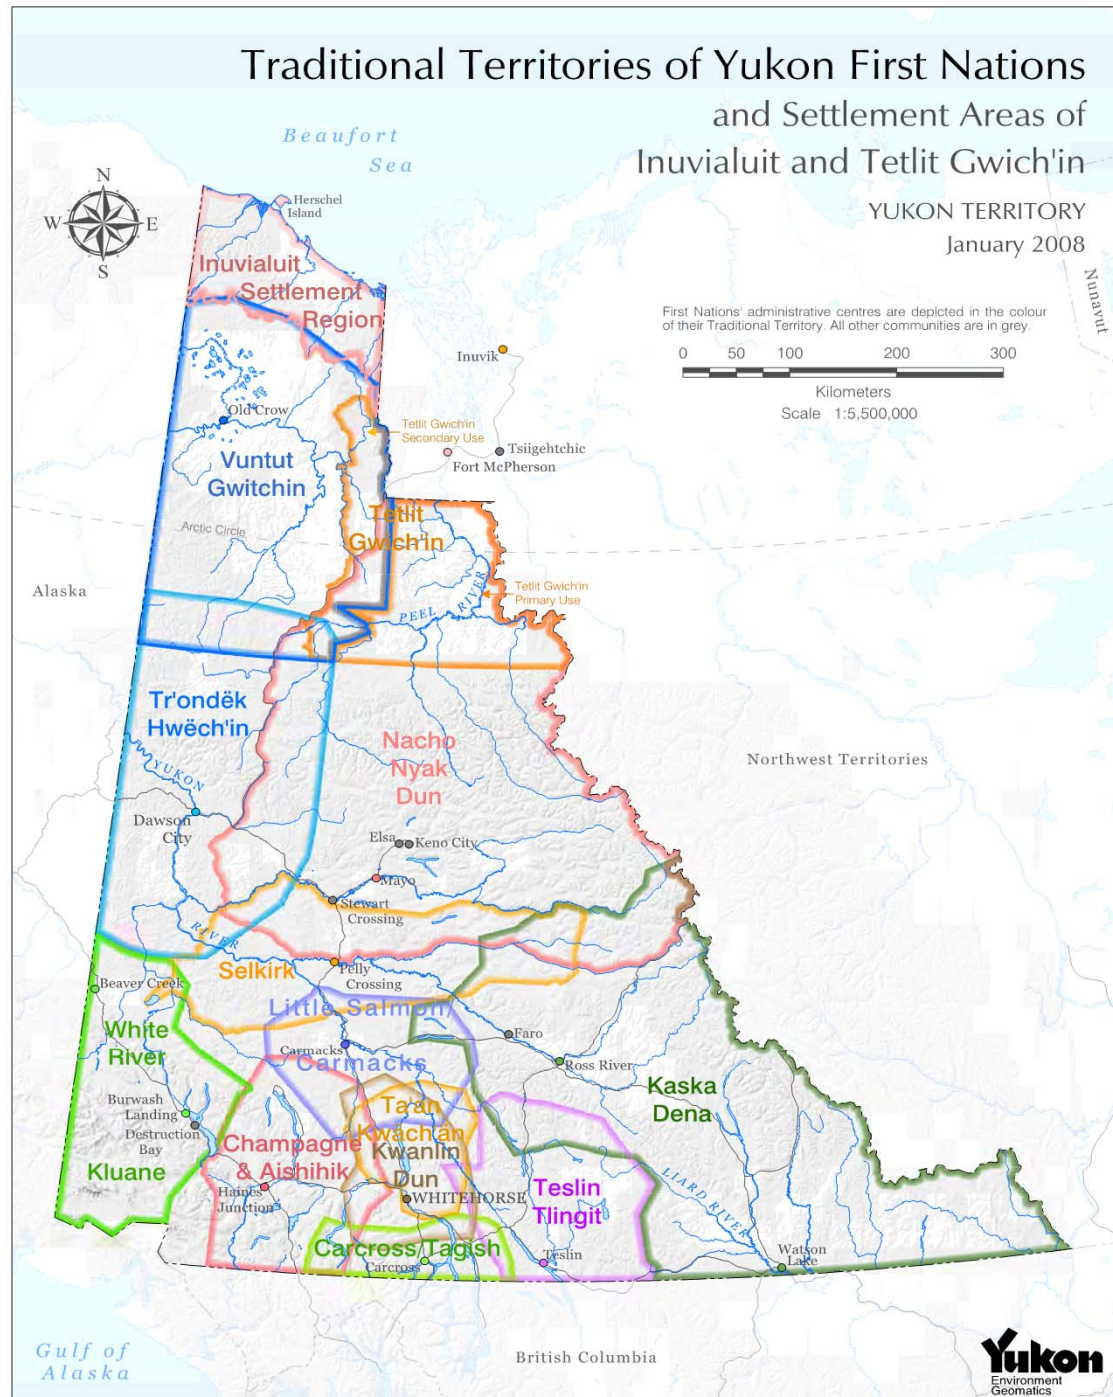 Traditional Territories of Yukon First Nations
and Settlement Areas of
Inuvialuit and Tetlit Gwich'in
YUKON TERRITORY
January 2008
Beaufort
Sea
N
W
E
S
Herschel
Island
Nunavut
Inuvialuit
Settlement
Region
First Nations' administrative centres are depicted in the colour
of their Traditional Territory. All other communities are in grey.
0 50 100 200 300
Kilometers
Scale 1:5,500,000
Inuvik
Old Crow
Tetlit Gwich'in
Secondary Use
Tsiigehtchic
Fort McPherson
Vuntut
Gwitchin
Tetlit
Gwich'in
Arctic Circle
Alaska
Tetlit Gwich'in
Primary Use
PEEL
RIVER
Tr'ondëk
Hwëch'in
Nacho
Nyak
Dun
Northwest Territories
YUKON
Dawson
City
Elsa
Keno City
Mayo
Stewart
Crossing
RIVER
Selkirk
Pelly
Crossing
Beaver Creek
Little Salmon/
Carmacks
White
River
Carmacks
Faro
Ross River
Kaska
Dena
Burwash
Landing
Destruction
Bay
Ta'an
Kwach'an
Kwanlin
Dun
Champagne
& Aishihik
Kluane
Haines
Junction
WHITEHORSE
Teslin
Tlingit
LIARD RIVER
Carcross/Tagish
Carcross
Teslin
Watson
Lake
Gulf of
Alaska
British Columbia
Yukon
Environment
Geomatics